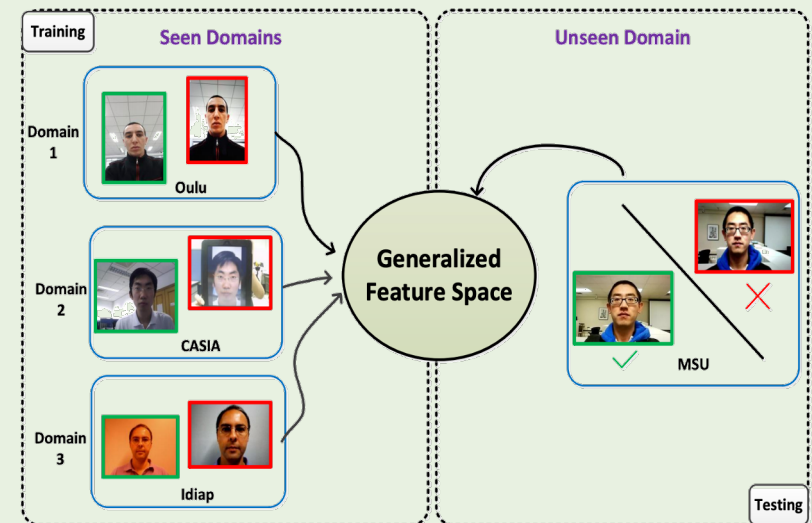 Training
Seen Domains
Unseen Domain
Domain
1
Oulu
Domain
2
CASIA
Domain
3
Idiap
Generalized
Feature Space
MSU
Testing